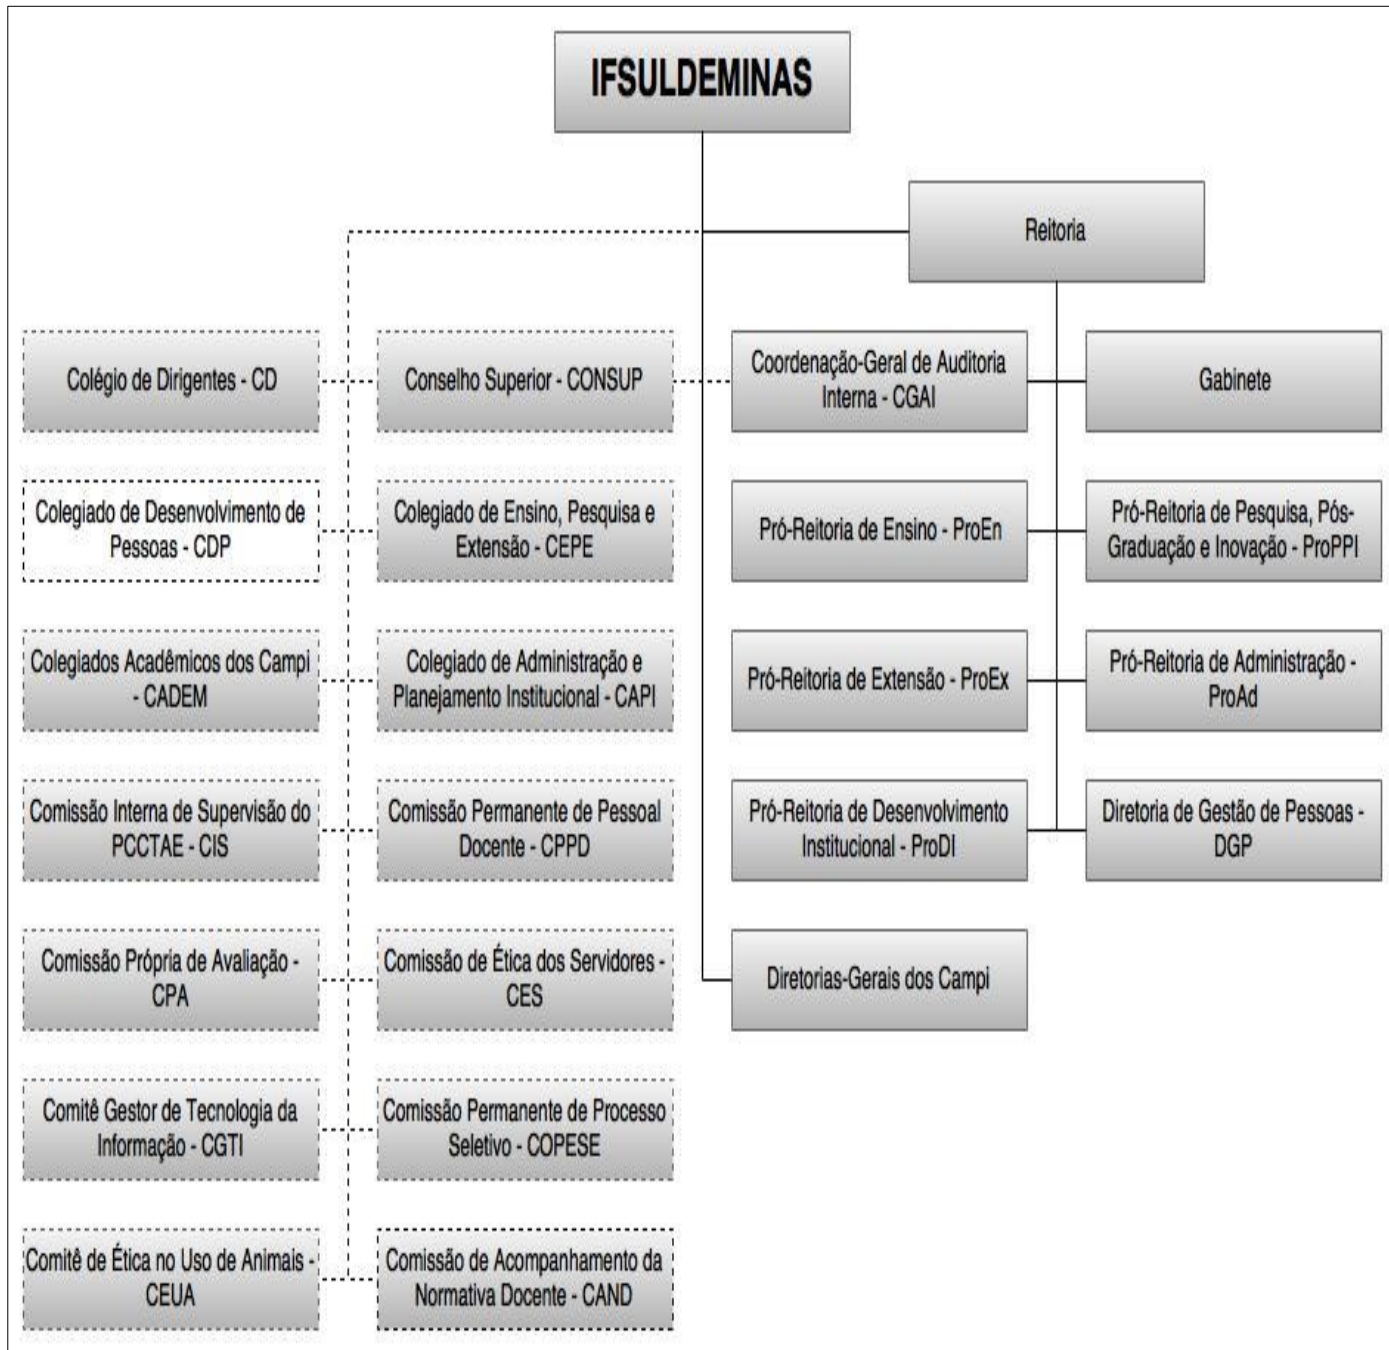 IFSULDEMINAS
Reitoria
Colégio de Dirigentes - CD
Conselho Superior - CONSUP
Coordenação-Geral de Auditoria
Interna - CGAI
Gabinete
Colegiado de Desenvolvimento de
Pessoas - CDP
Colegiado de Ensino, Pesquisa e
Extensão - CEPE
Pró-Reitoria de Ensino - ProEn
Pró-Reitoria de Pesquisa, Pós-
Graduação e Inovação - ProPPI
Colegiados Acadêmicos dos Campi
- CADEM
Colegiado de Administração e
Planejamento Institucional - CAPI
Pró-Reitoria de Extensão - ProEx
Pró-Reitoria de Administração -
ProAd
Comissão Interna de Supervisão do
PCCTAE - CIS
Comissão Permanente de Pessoal
Docente - CPPD
Pró-Reitoria de Desenvolvimento
Institucional - ProDI
Diretoria de Gestão de Pessoas -
DGP
Comissão Própria de Avaliação -
CPA
Comissão de Ética dos Servidores -
CES
Diretorias-Gerais dos Campi
Comitê Gestor de Tecnologia da
Informação - CGTI
Comissão Permanente de Processo
Seletivo - COPESE
Comitê de Ética no Uso de Animais -
CEUA
Comissão de Acompanhamento da
Normativa Docente - CAND